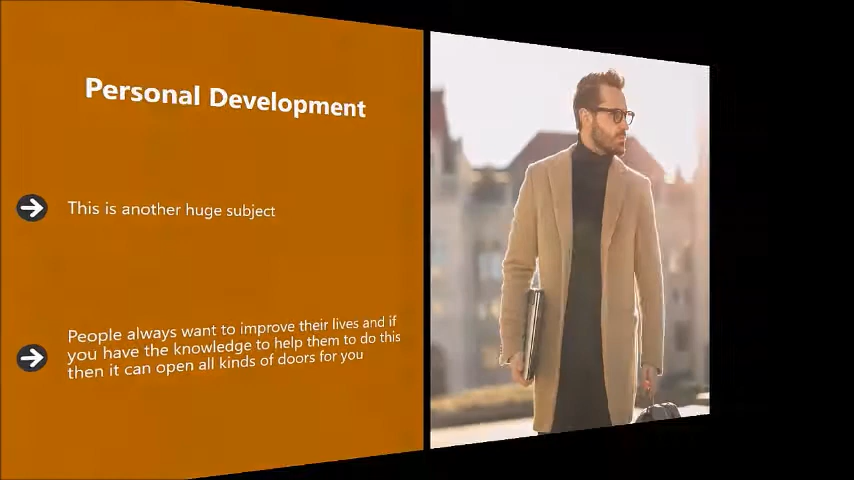 Personal Development
This is another huge subject
People always want to improve their lives and if
you have the knowledge to help them to do this
then it can open all kinds of doors for you